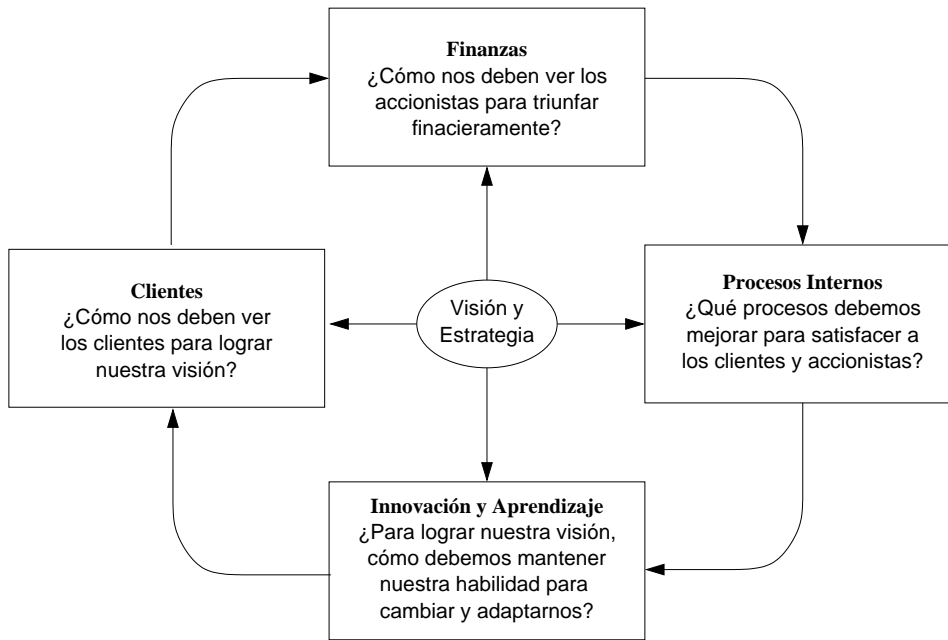 Finanzas
¿Cómo nos deben ver los
accionistas para triunfar
finacieramente?
Clientes
¿Cómo nos deben ver
los clientes para lograr
nuestra visión?
Visión y
Estrategia
Procesos Internos
¿Qué procesos debemos
mejorar para satisfacer a
los clientes y accionistas?
Innovación y Aprendizaje
¿Para lograr nuestra visión,
cómo debemos mantener
nuestra habilidad para
cambiar y adaptarnos?